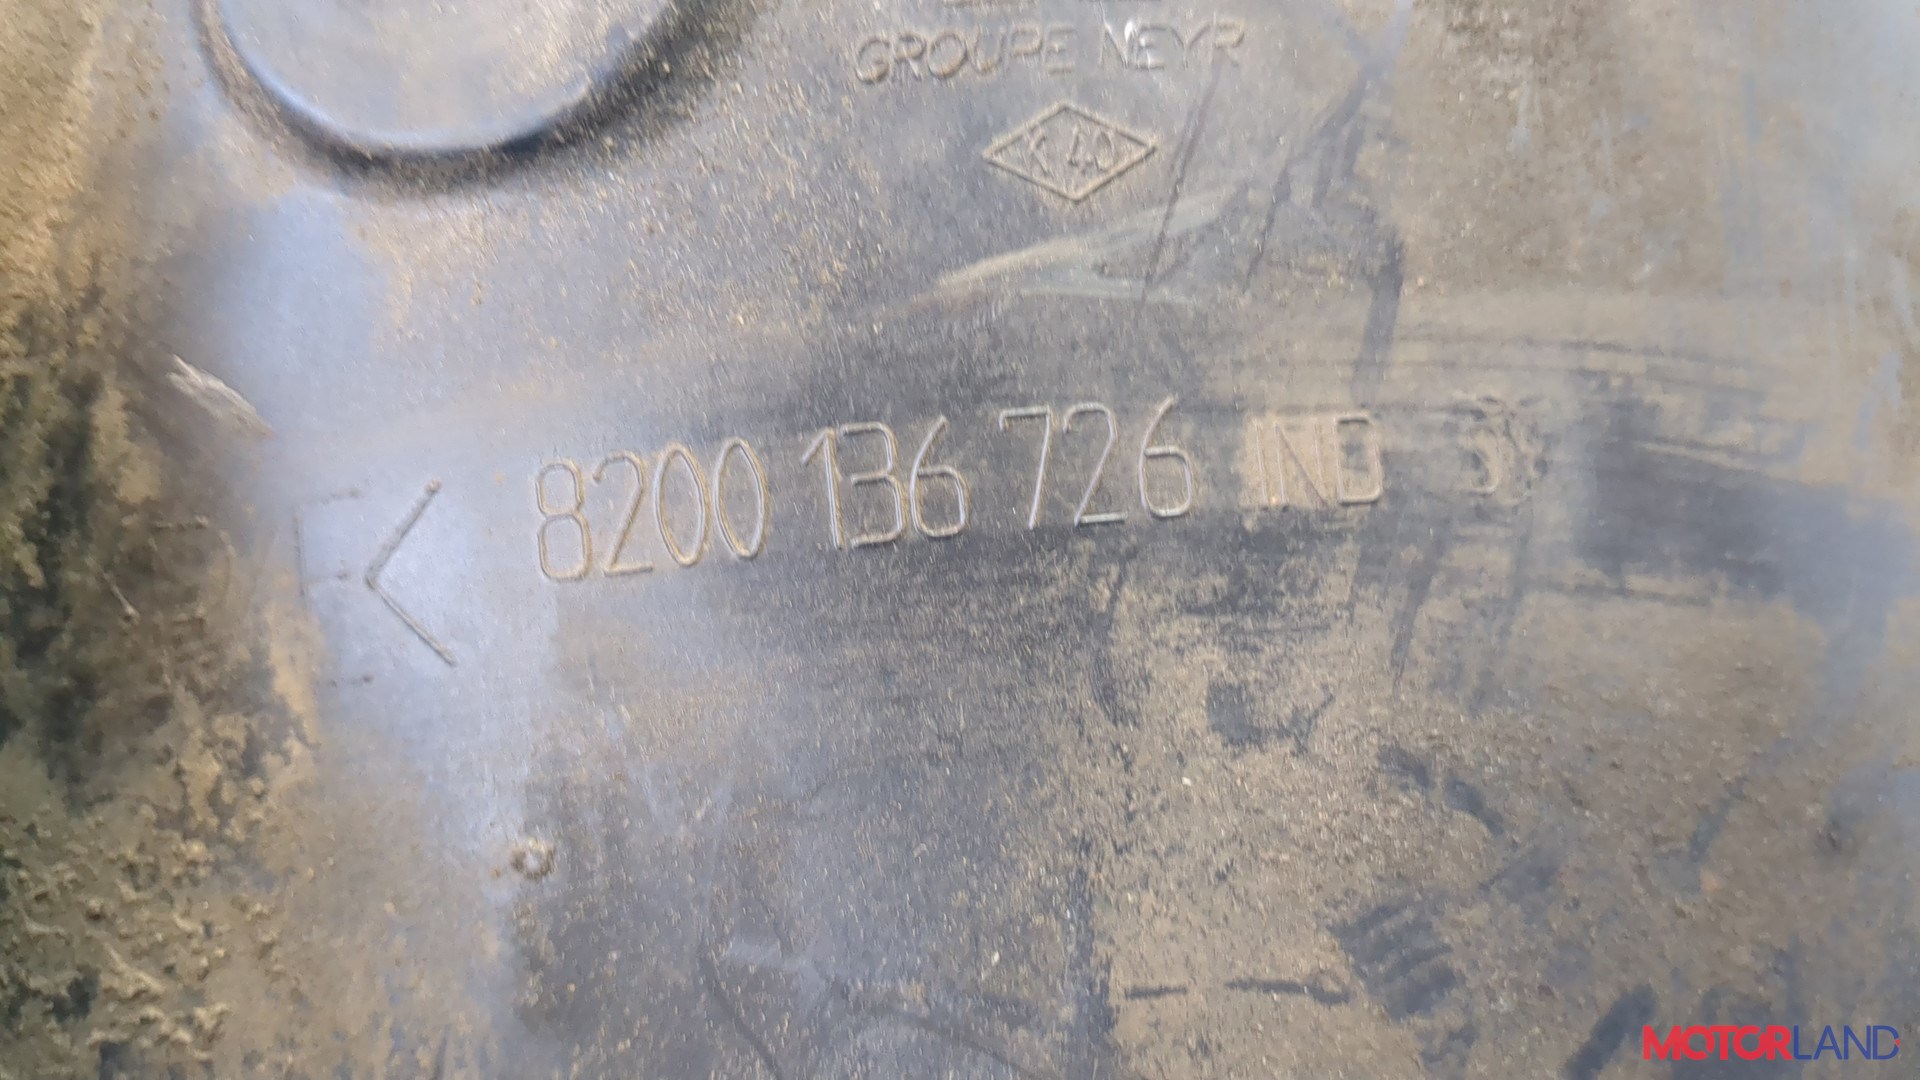 GROUPE NEYR
K 40
8200 136 726 IND
MOTORLAND